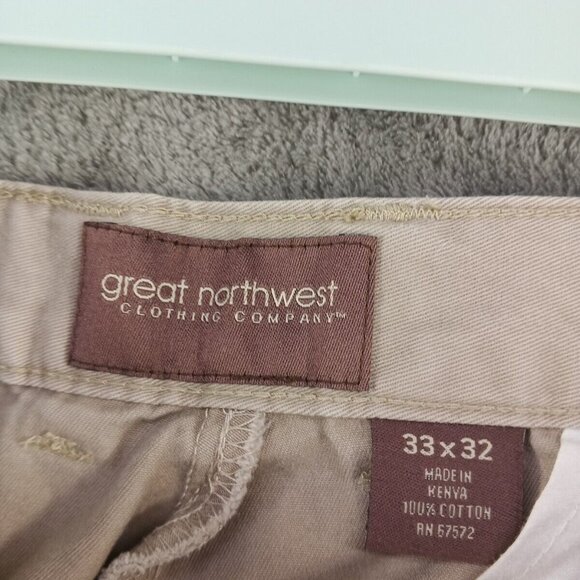 great northwest
CLOTHING COMPANY™
33 x 32
MADE IN
KENYA
100% COTTON
RN 67572